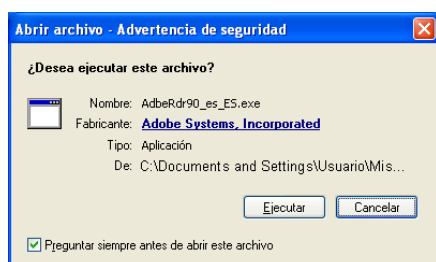 Abrir archivo - Advertencia de seguridad
¿Desea ejecutar este archivo?
Nombre: AdbeRdr90_es_ES.exe
Fabricante: Adobe Systems, Incorporated
Tipo: Aplicación
De: C:\Documents and Settings\Usuario\Mis...
Ejecutar Cancelar
Preguntar siempre antes de abrir este archivo